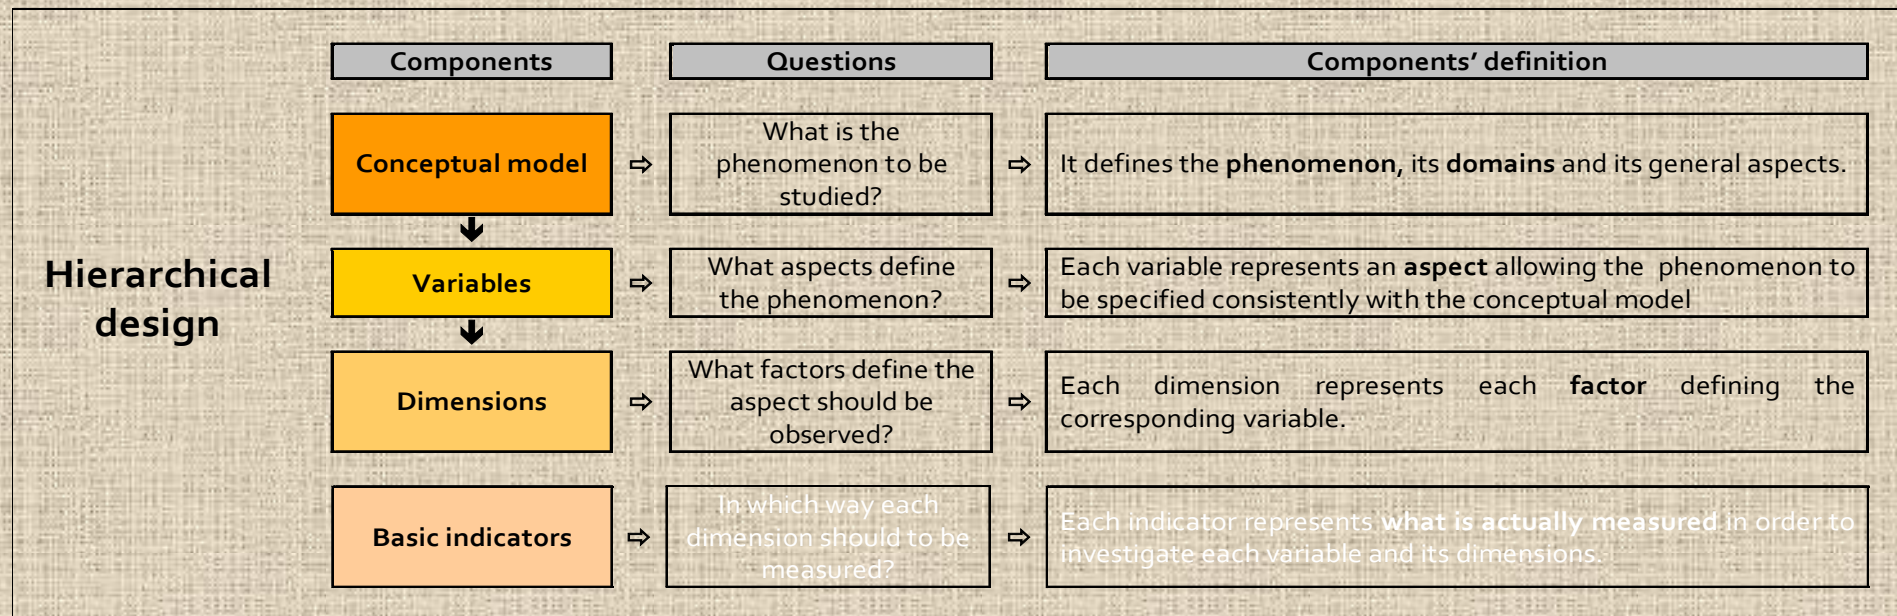 Components
Questions
Components' definition
Hierarchical
design
Conceptual model
⇨
What is the
phenomenon to be
studied?
⇨
It defines the phenomenon, its domains and its general aspects.
Variables
⇨
What aspects define
the phenomenon?
⇨
Each variable represents an aspect allowing the phenomenon to
be specified consistently with the conceptual model
Dimensions
⇨
What factors define the
aspect should be
observed?
⇨
Each dimension represents each factor defining the
corresponding variable.
Basic indicators
⇨
In which way each
dimension should to be
measured?
⇨
Each indicator represents what is actually measured in order to
investigate each variable and its dimensions.